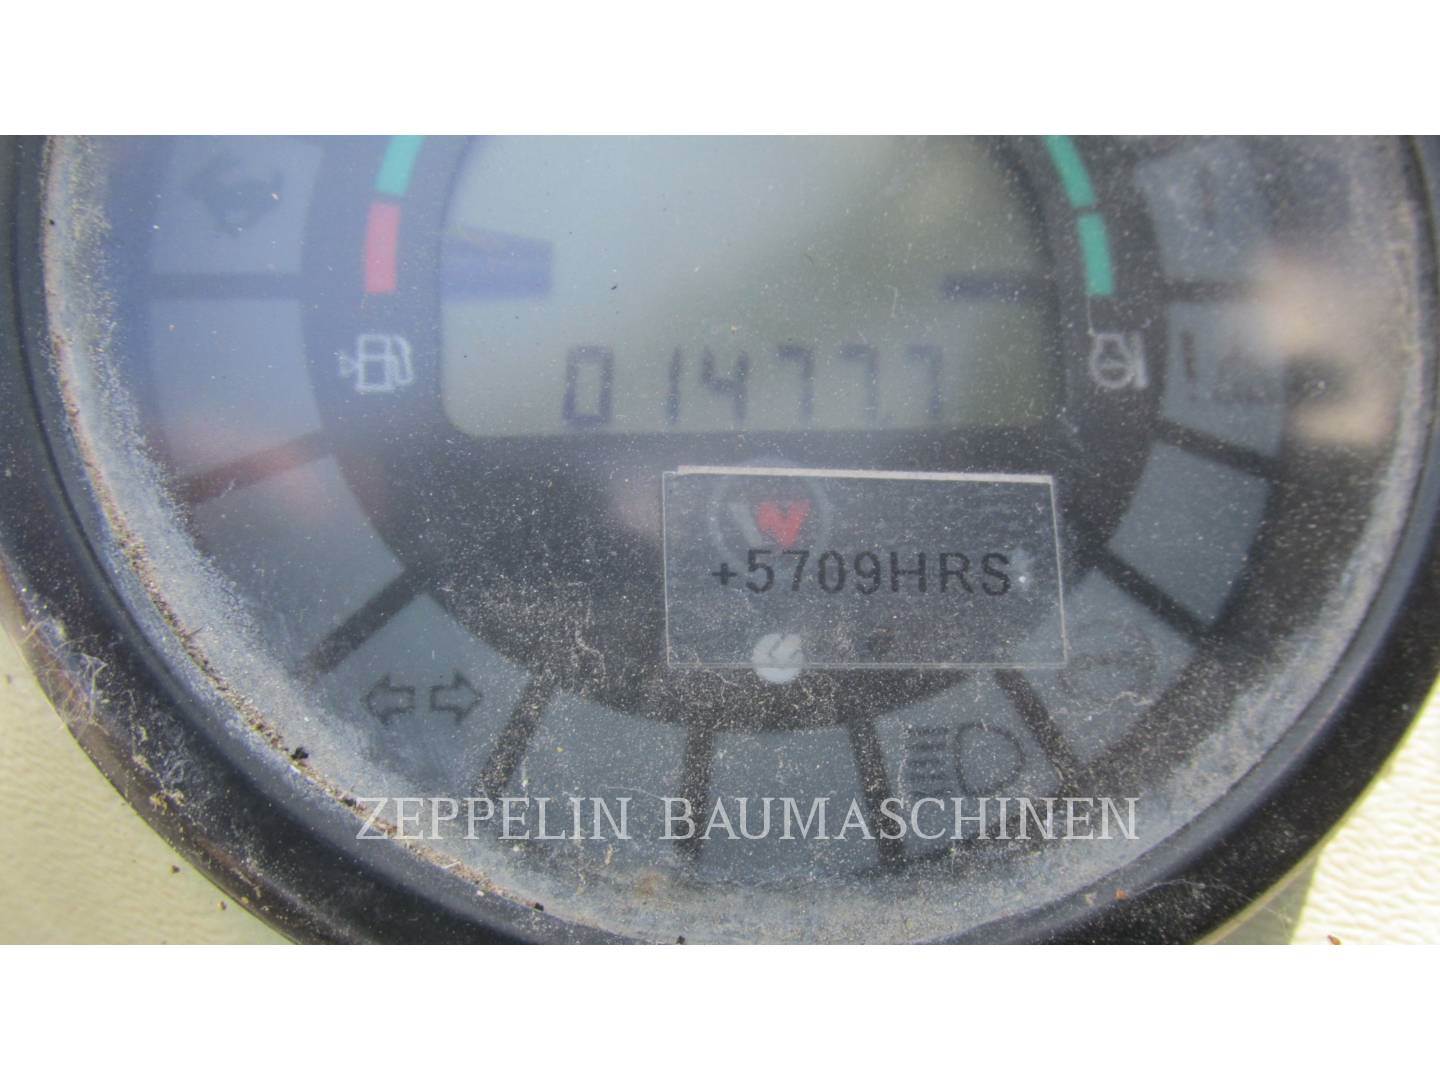 014777
+5709HRS
ZEPPELIN BAUMASCHINEN